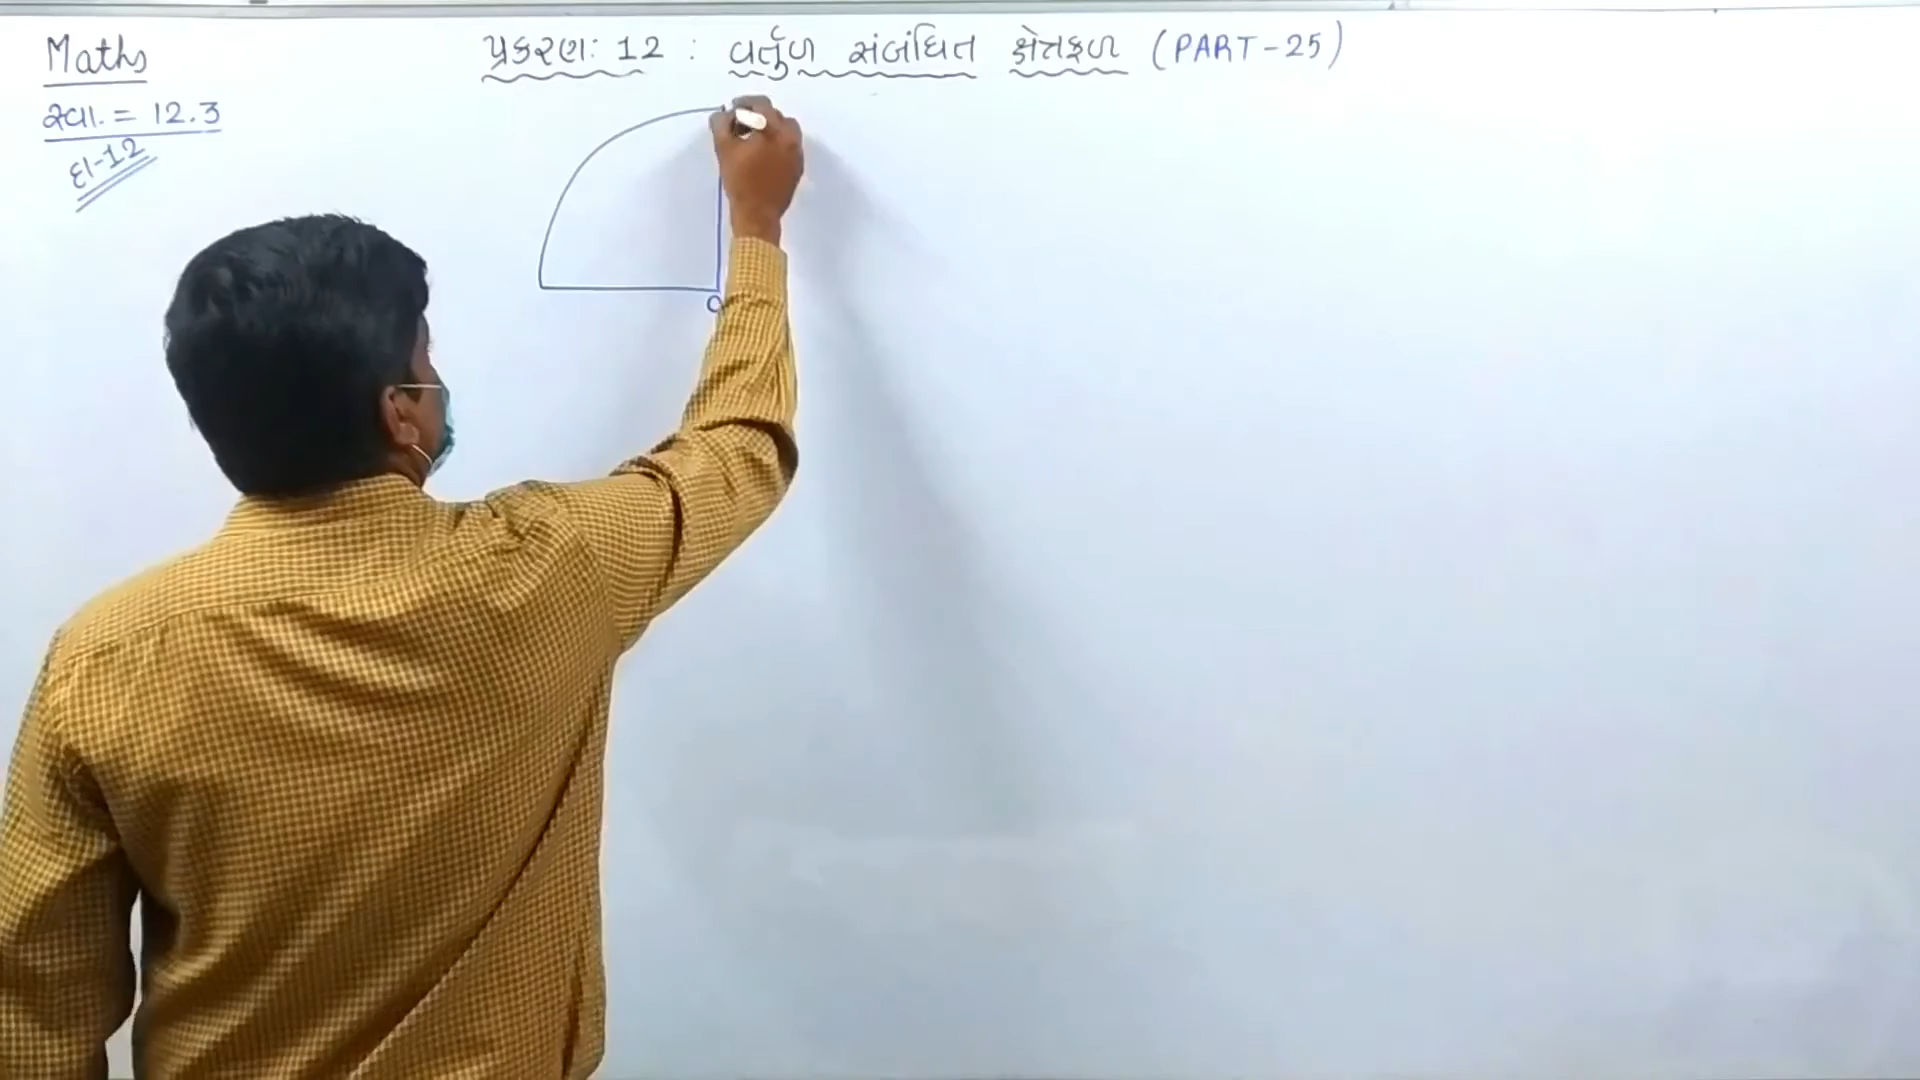 Maths
પ્રકરણ: 12 : વર્તુળ સંબંધિત ક્ષેત્રફળ (PART-25)
સ્વા. = 12.3
દા-12
O